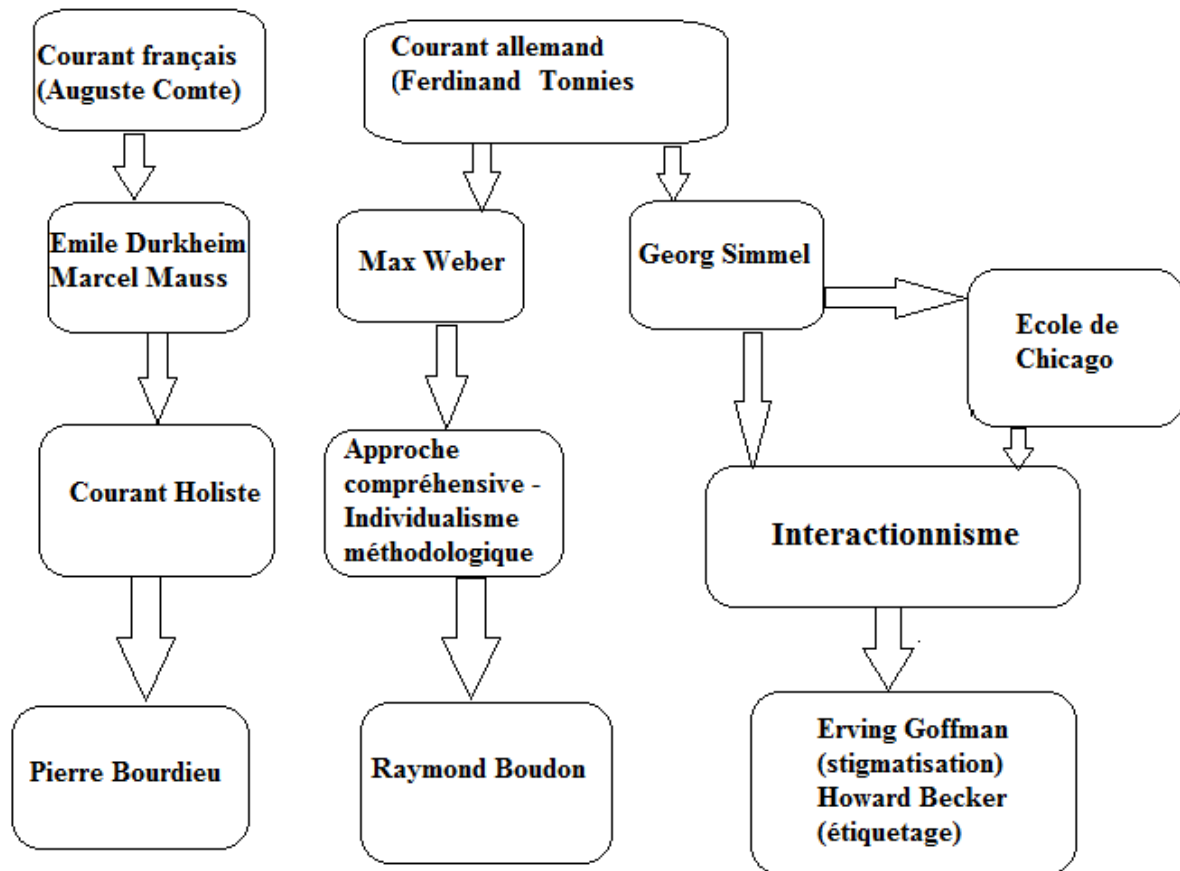 Courant français
(Auguste Comte)
Courant allemand
(Ferdinand Tonnies
Emile Durkheim
Marcel Mauss
Max Weber
Georg Simmel
Ecole de
Chicago
Courant Holiste
Approche
compréhensive -
Individualisme
méthodologique
Interactionnisme
Pierre Bourdieu
Raymond Boudon
Erving Goffman
(stigmatisation)
Howard Becker
(étiquetage)